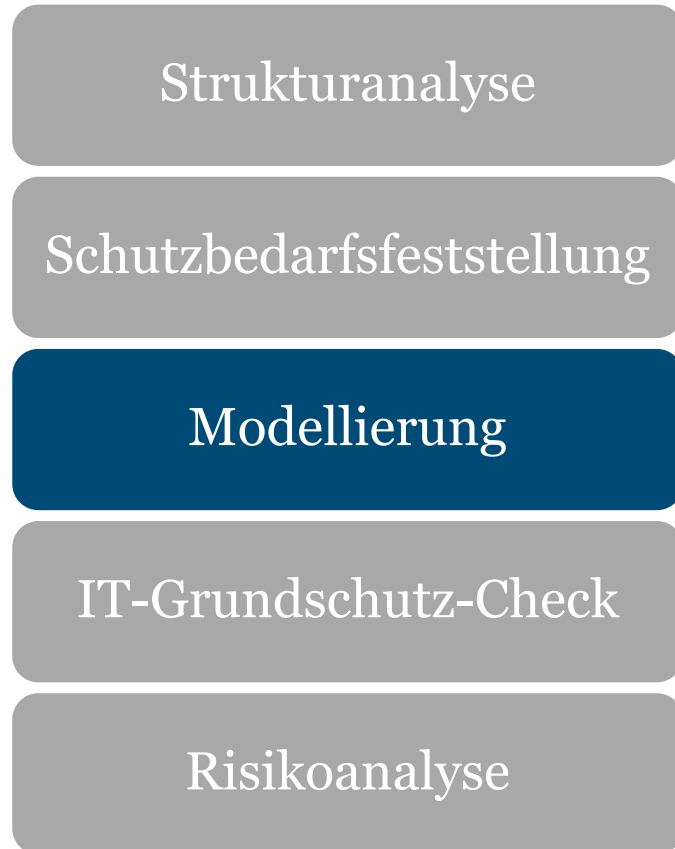 Strukturanalyse
Schutzbedarfsfeststellung
Modellierung
IT-Grundschutz-Check
Risikoanalyse